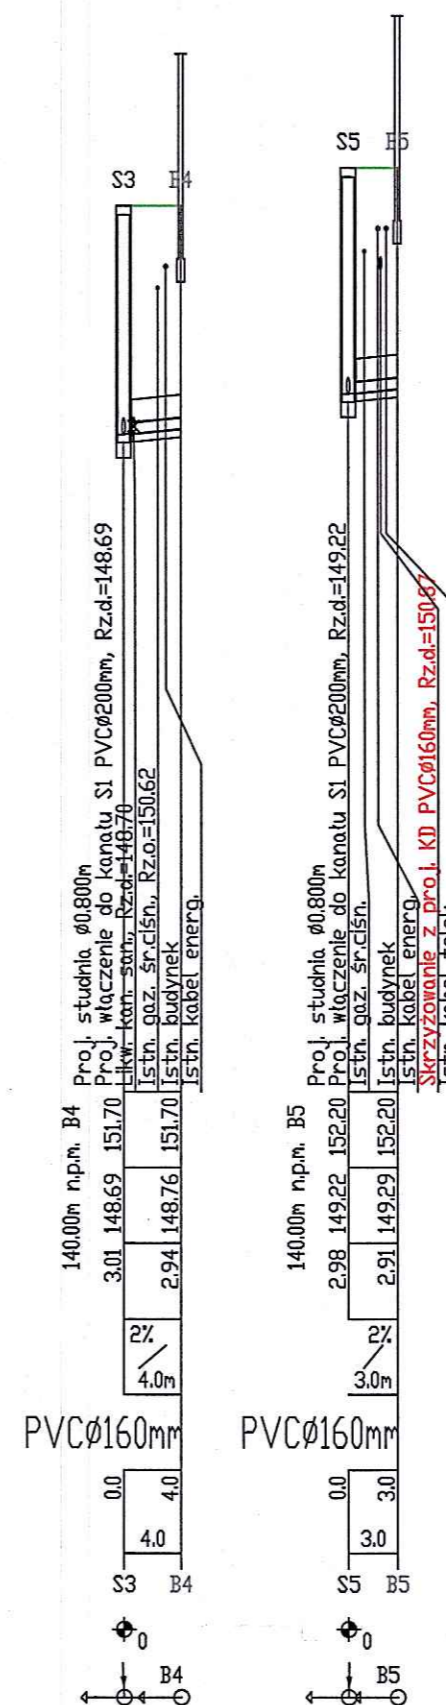 S3 B4
Proj. studnia Ø0.800m
Proj. włączenie do kanału S1 PVCØ200mm, Rz.d.=148.69
Likw. kan. san., Rz.d.=148.70
Istn. gaz. śr.ciśn., Rz.o.=150.62
Istn. budynek
Istn. kabel energ.
140.00m n.p.m. B4
151.70 151.70
148.69 148.76
3.01 2.94
2%
4.0m
PVCØ160mm
0.0 4.0
4.0
S3 B4
0
B4
S5 B5
Proj. studnia Ø0.800m
Proj. włączenie do kanału S1 PVCØ200mm, Rz.d.=149.22
Istn. gaz. śr.ciśn.
Istn. budynek
Istn. kabel energ.
Skrzyżowanie z proj. KD PVCØ160mm, Rz.d.=150.87
Istn. kabel
140.00m n.p.m. B5
152.20 152.20
149.22 149.29
2.98 2.91
2%
3.0m
PVCØ160mm
0.0 3.0
3.0
S5 B5
0
B5